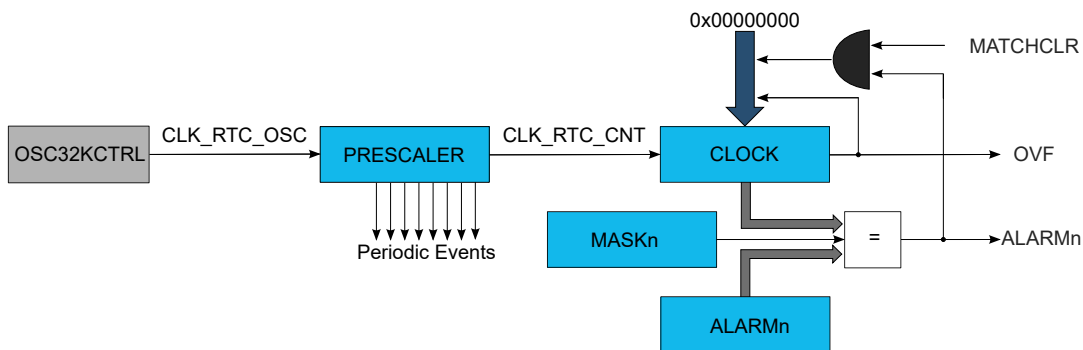 0x00000000
MATCHCLR
OSC32KCTRL
CLK_RTC_OSC
PRESCALER
CLK_RTC_CNT
CLOCK
OVF
Periodic Events
MASKn
=
ALARMn
ALARMn